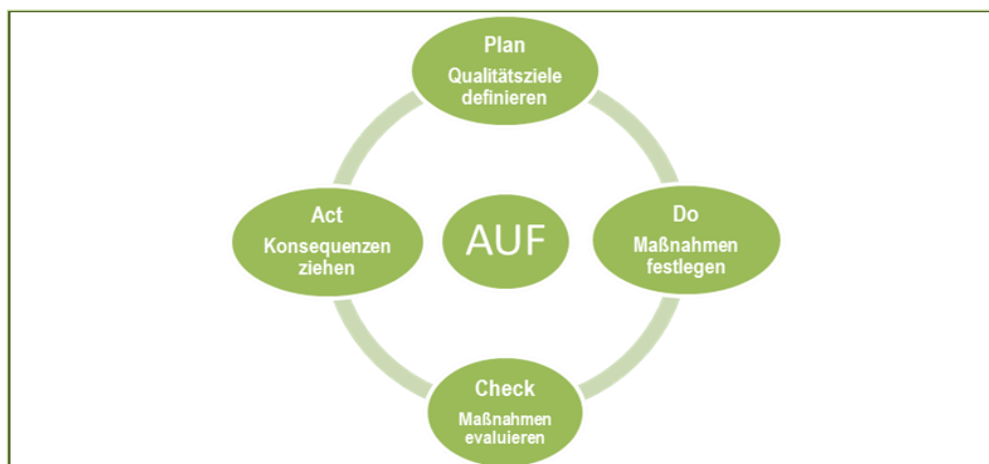 Plan
Qualitätsziele
definieren
Act
Konsequenzen
ziehen
AUF
Do
Maßnahmen
festlegen
Check
Maßnahmen
evaluieren